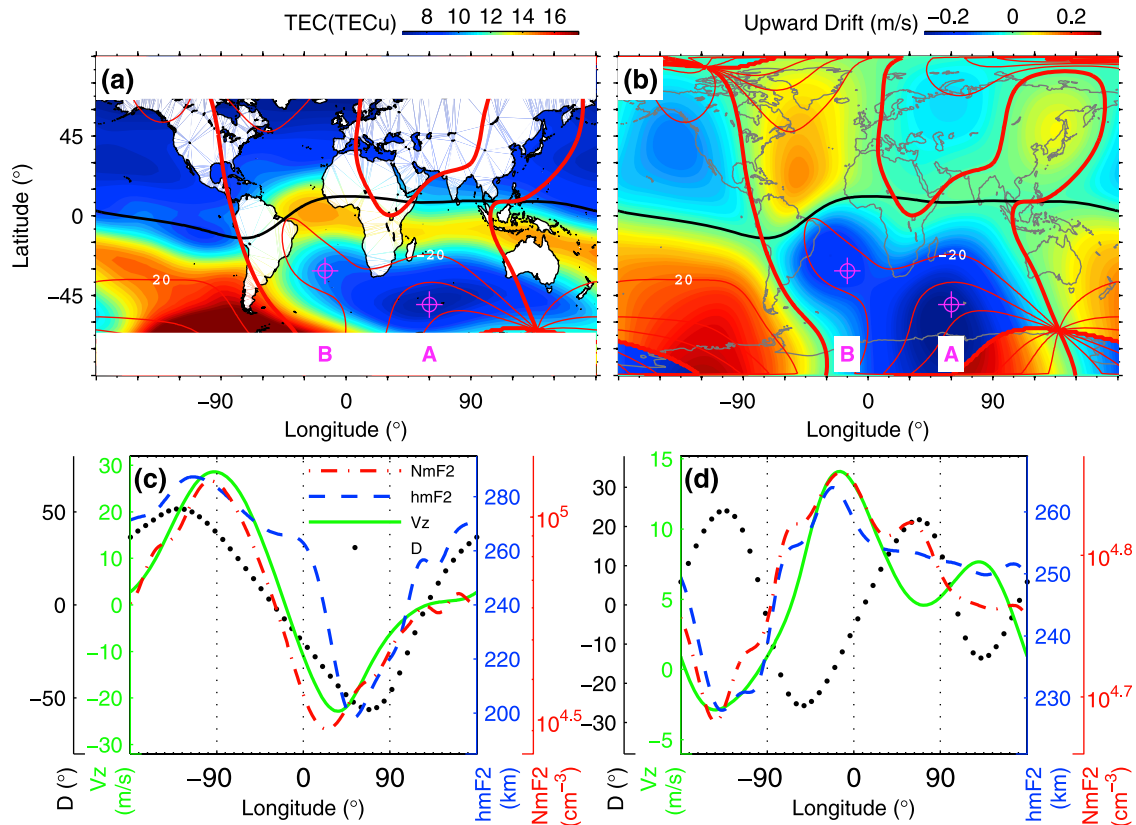 TEC(TECu) 8 10 12 14 16
Upward Drift (m/s) −0.2 0 0.2
(a)
(b)
45
0
−45
Latitude (°)
20
−20
20
−20
B
A
B
A
−90 0 90
−90 0 90
Longitude (°)
Longitude (°)
(c)
NmF2
hmF2
Vz
D
50
0
−50
30
20
10
0
−10
−20
−30
280
260
240
220
200
10^5
10^4.5
(d)
30
20
10
0
−10
−20
−30
15
10
5
0
−5
260
250
240
230
10^4.8
10^4.7
−90 0 90
−90 0 90
Longitude (°)
Longitude (°)
D (°)
Vz (m/s)
hmF2 (km)
NmF2 (cm⁻³)
D (°)
Vz (m/s)
hmF2 (km)
NmF2 (cm⁻³)